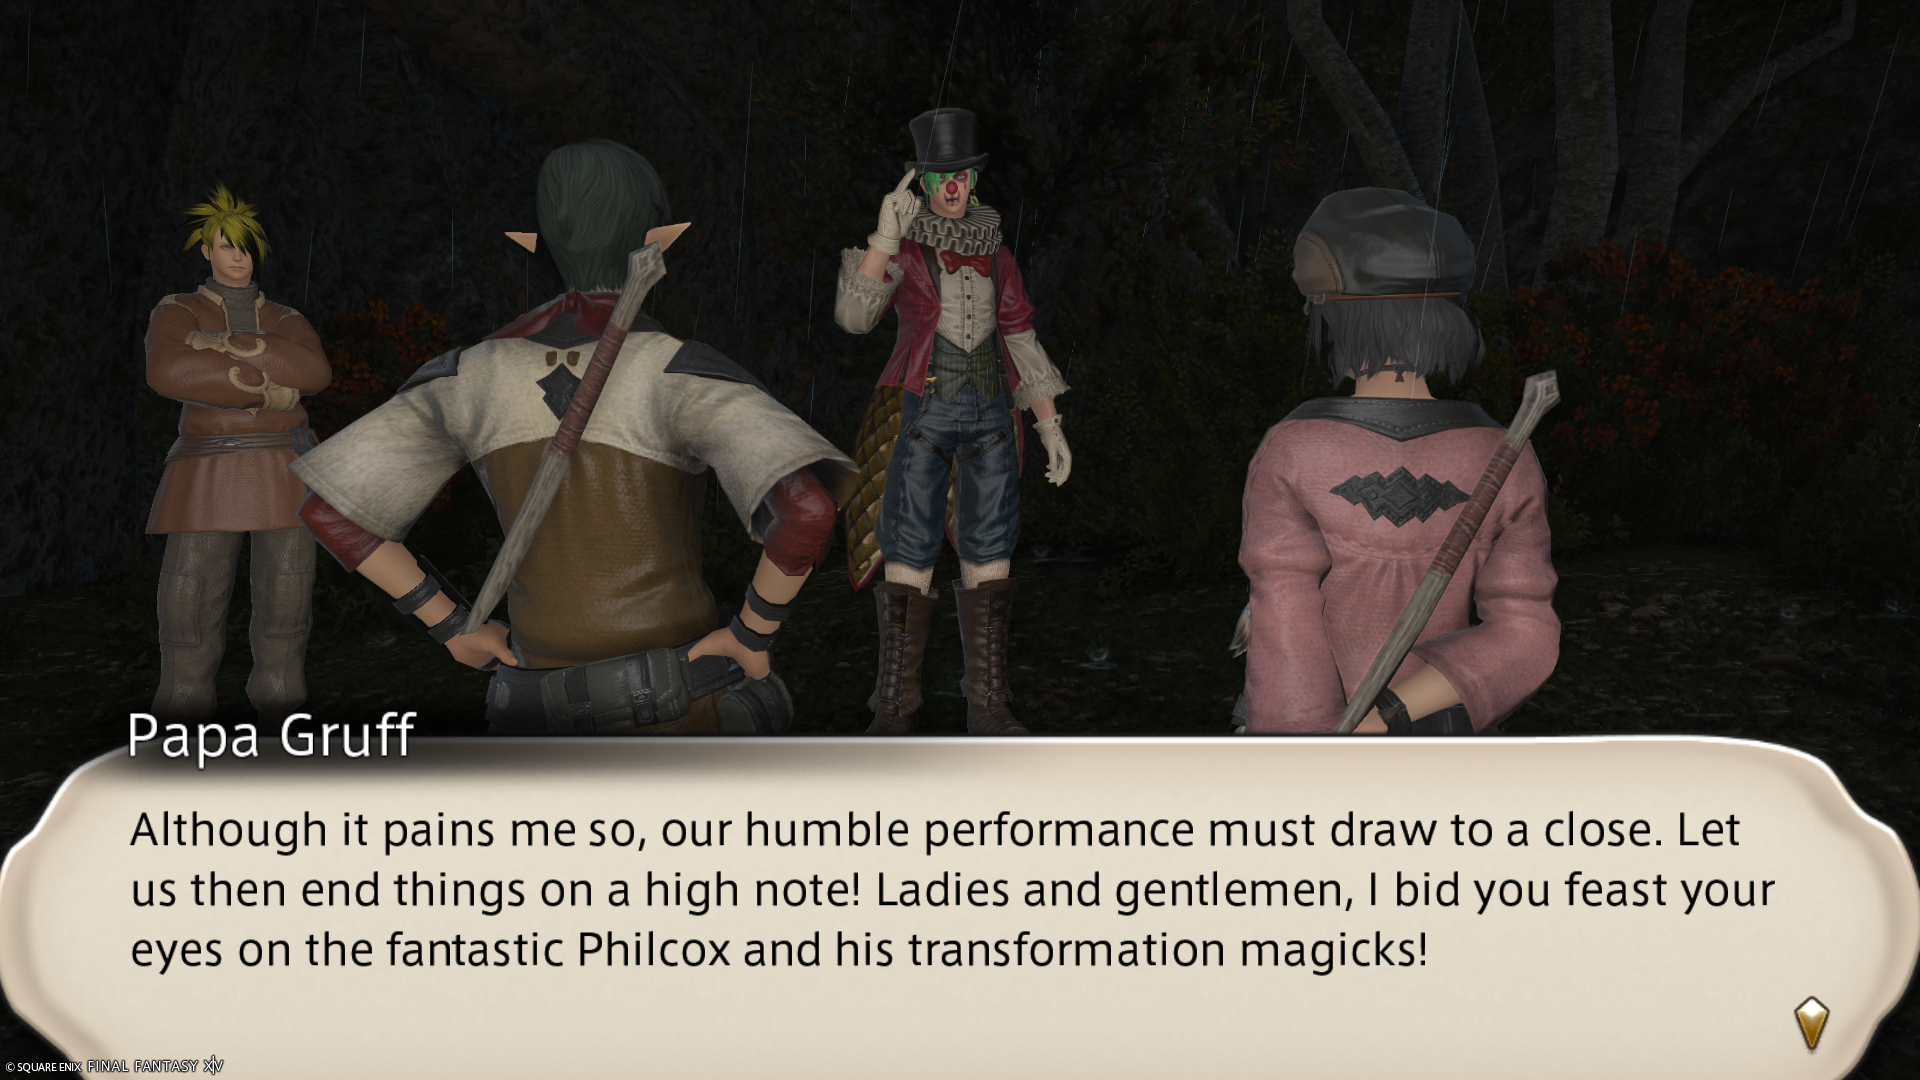 Papa Gruff
Although it pains me so, our humble performance must draw to a close. Let
us then end things on a high note! Ladies and gentlemen, I bid you feast your
eyes on the fantastic Philcox and his transformation magicks!
© SQUARE ENIX FINAL FANTASY XIV